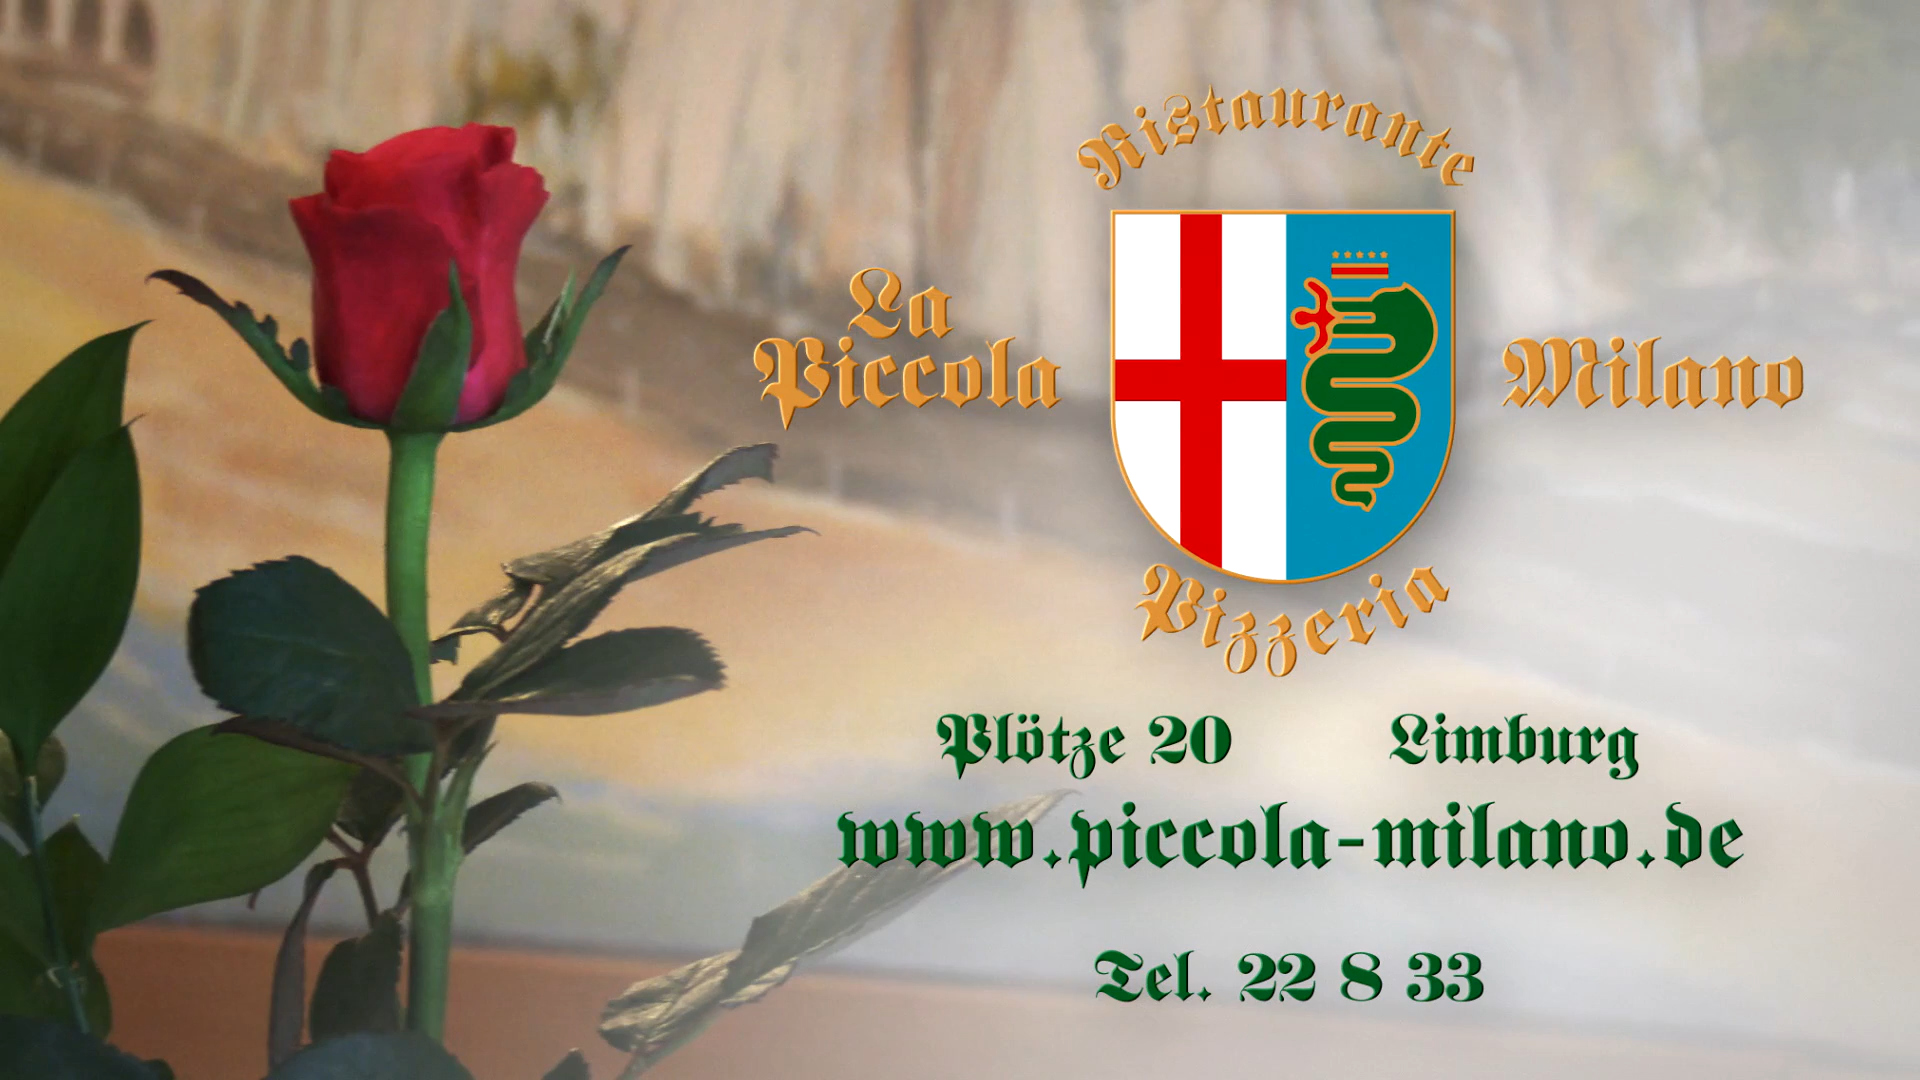 Ristaurante
La
Piccola
Milano
Pizzeria
Plötze 20 Limburg
www.piccola-milano.de
Tel. 22 8 33